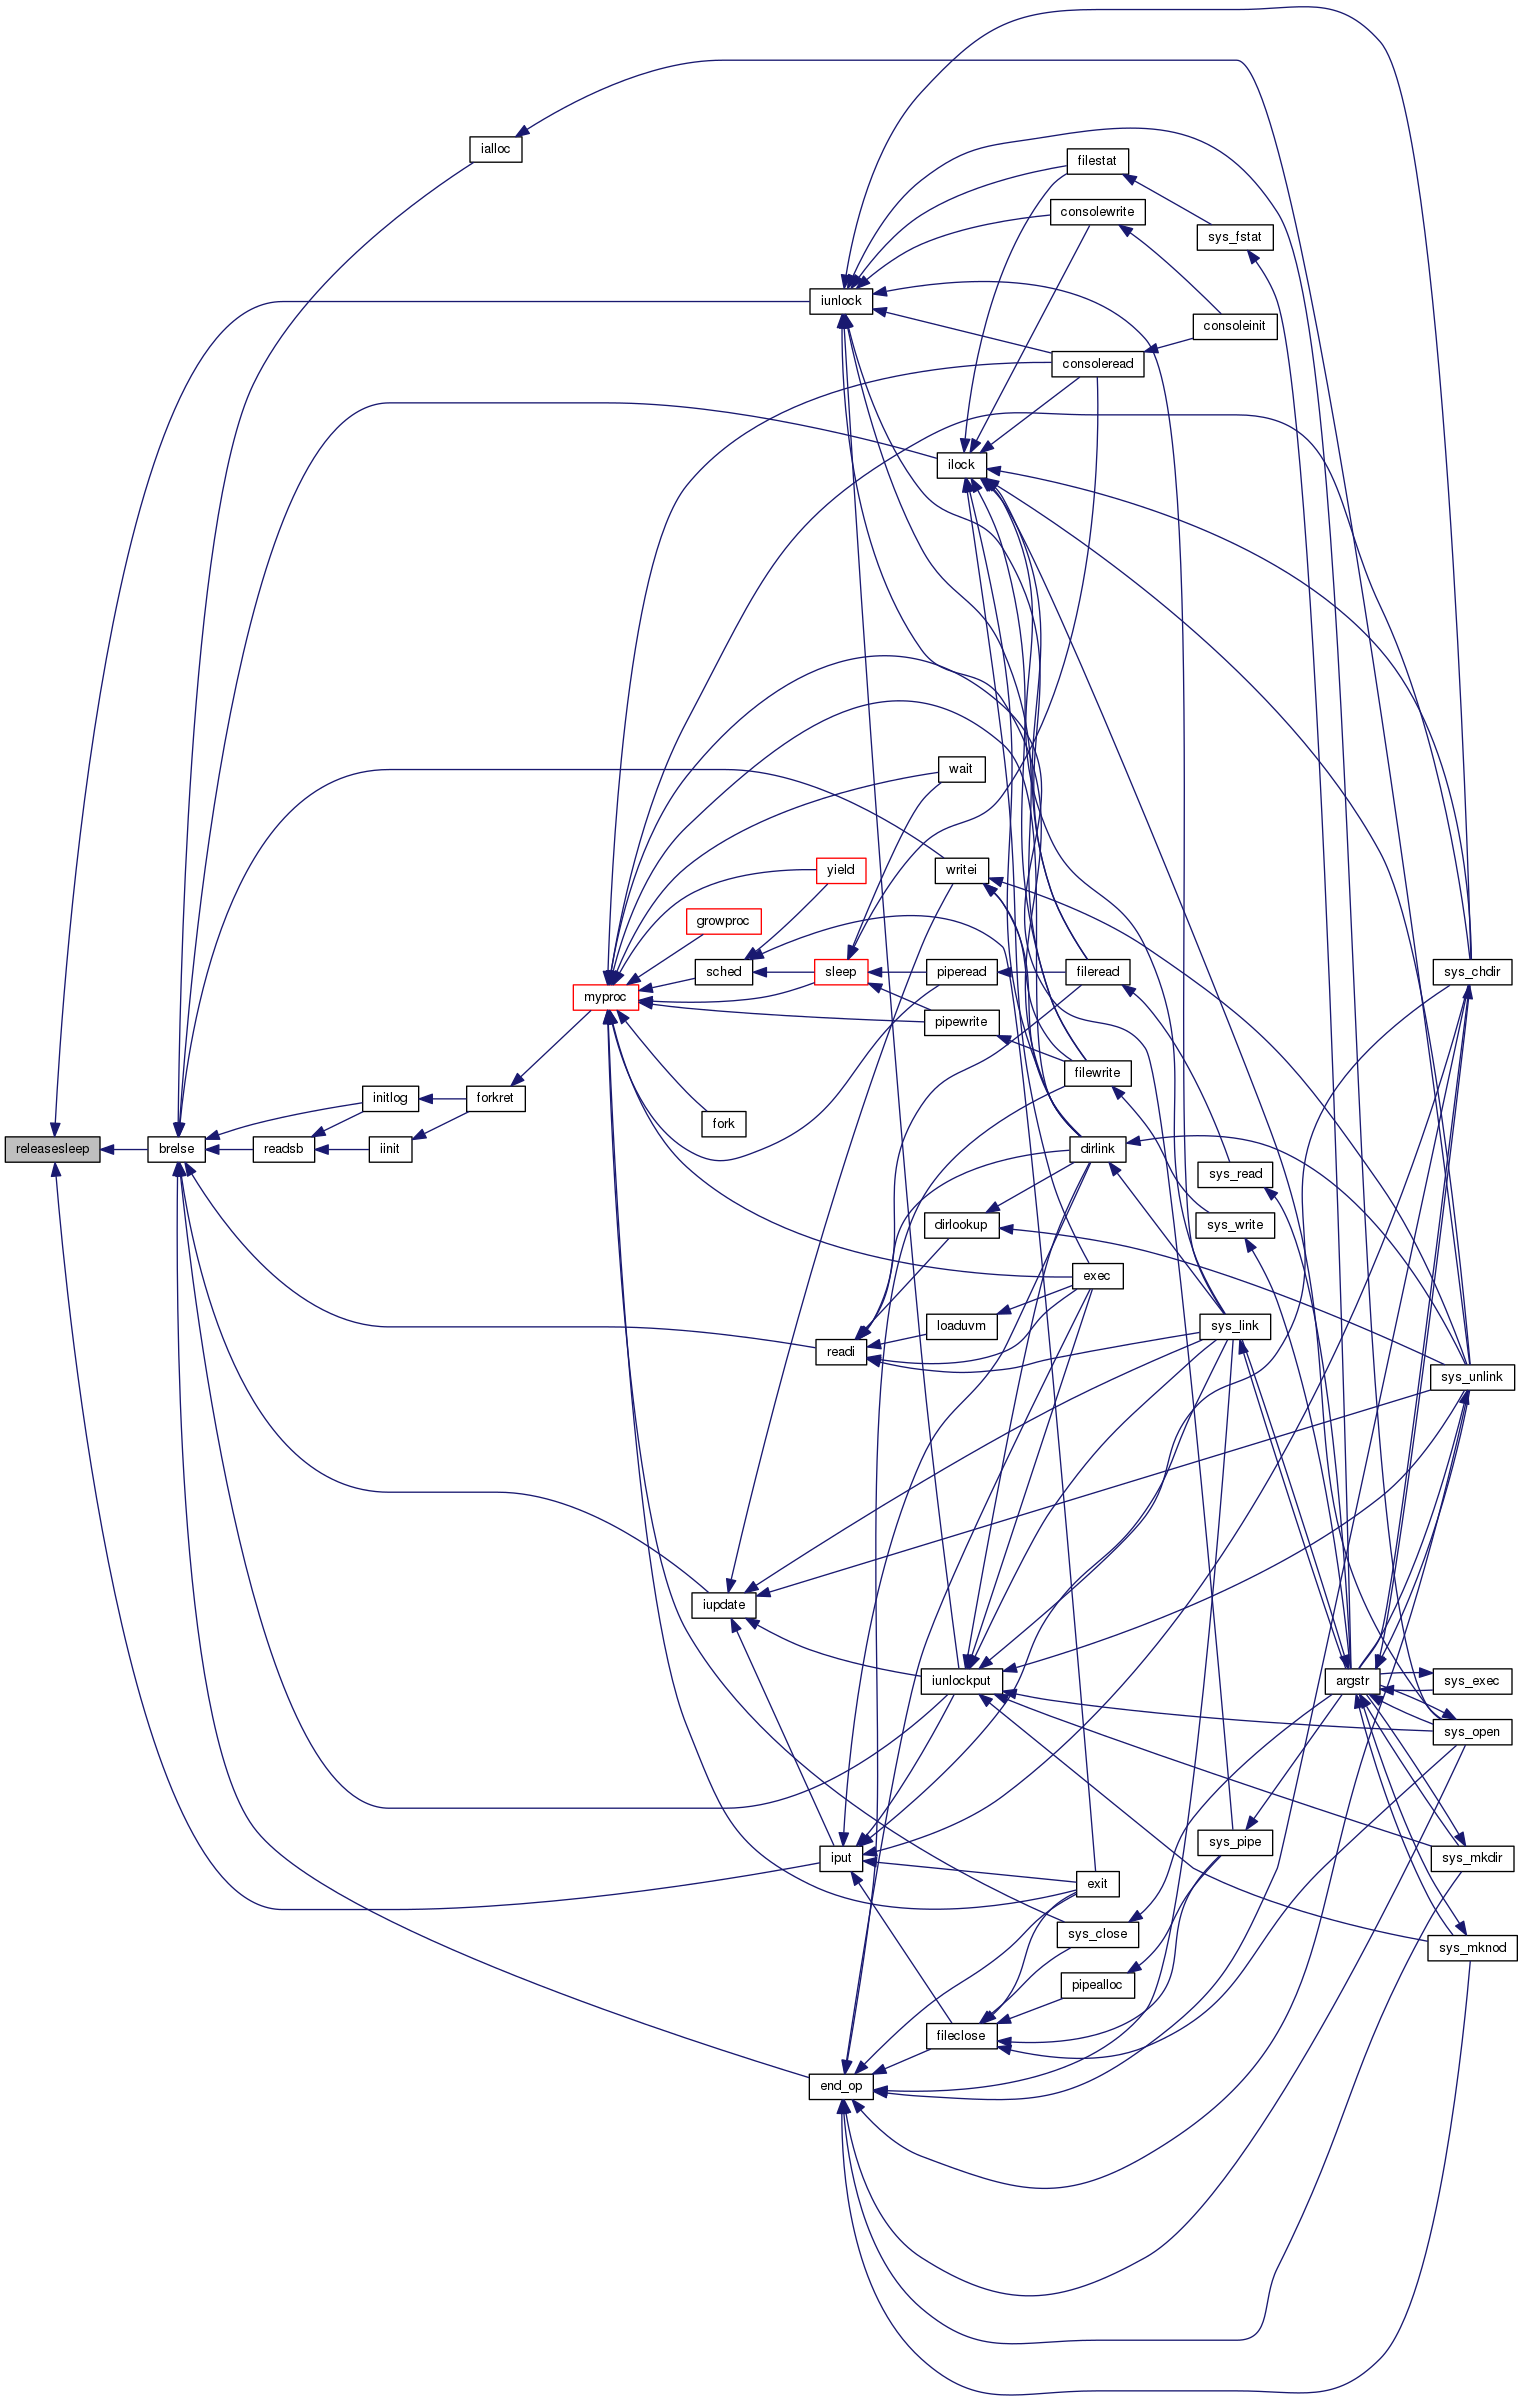 ialloc
filestat
consolewrite
sys_fstat
iunlock
consoleinit
consoleread
ilock
wait
yield
writei
growproc
sched
sleep
piperead
fileread
sys_chdir
myproc
pipewrite
filewrite
initlog
forkret
fork
releasesleep
brelse
readsb
iinit
dirlink
sys_read
dirlookup
sys_write
exec
loaduvm
sys_link
readi
sys_unlink
iupdate
iunlockput
argstr
sys_exec
sys_open
sys_pipe
iput
sys_mkdir
exit
sys_close
sys_mknod
pipealloc
fileclose
end_op